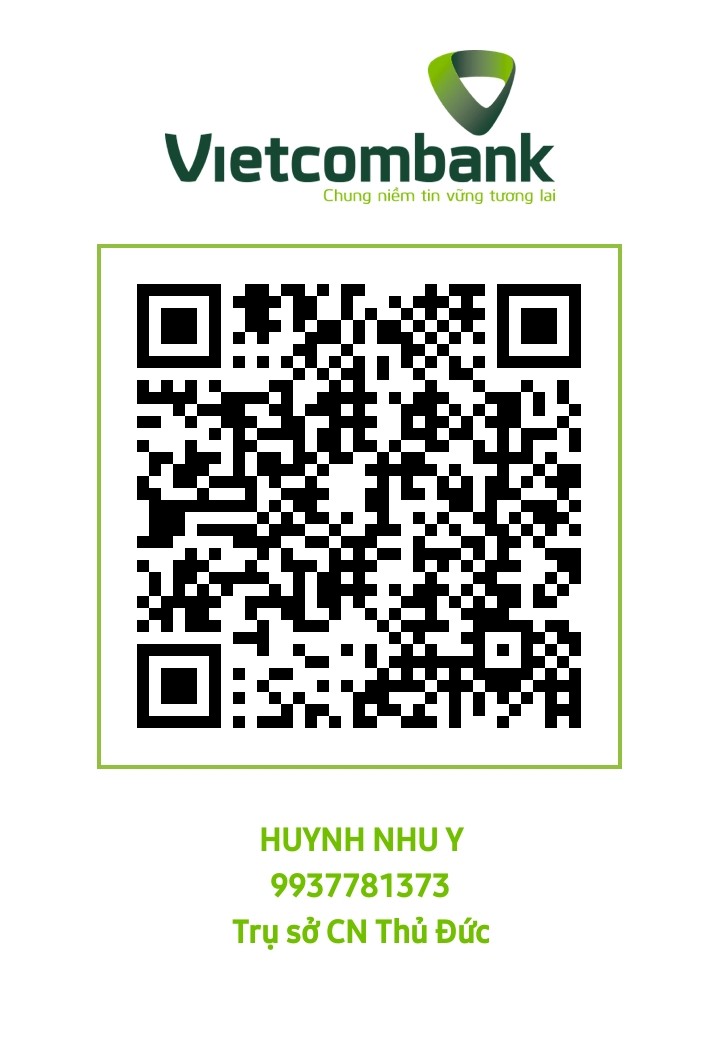 Vietcombank
Chung niềm tin vững tương lai
HUYNH NHU Y
9937781373
Trụ sở CN Thủ Đức